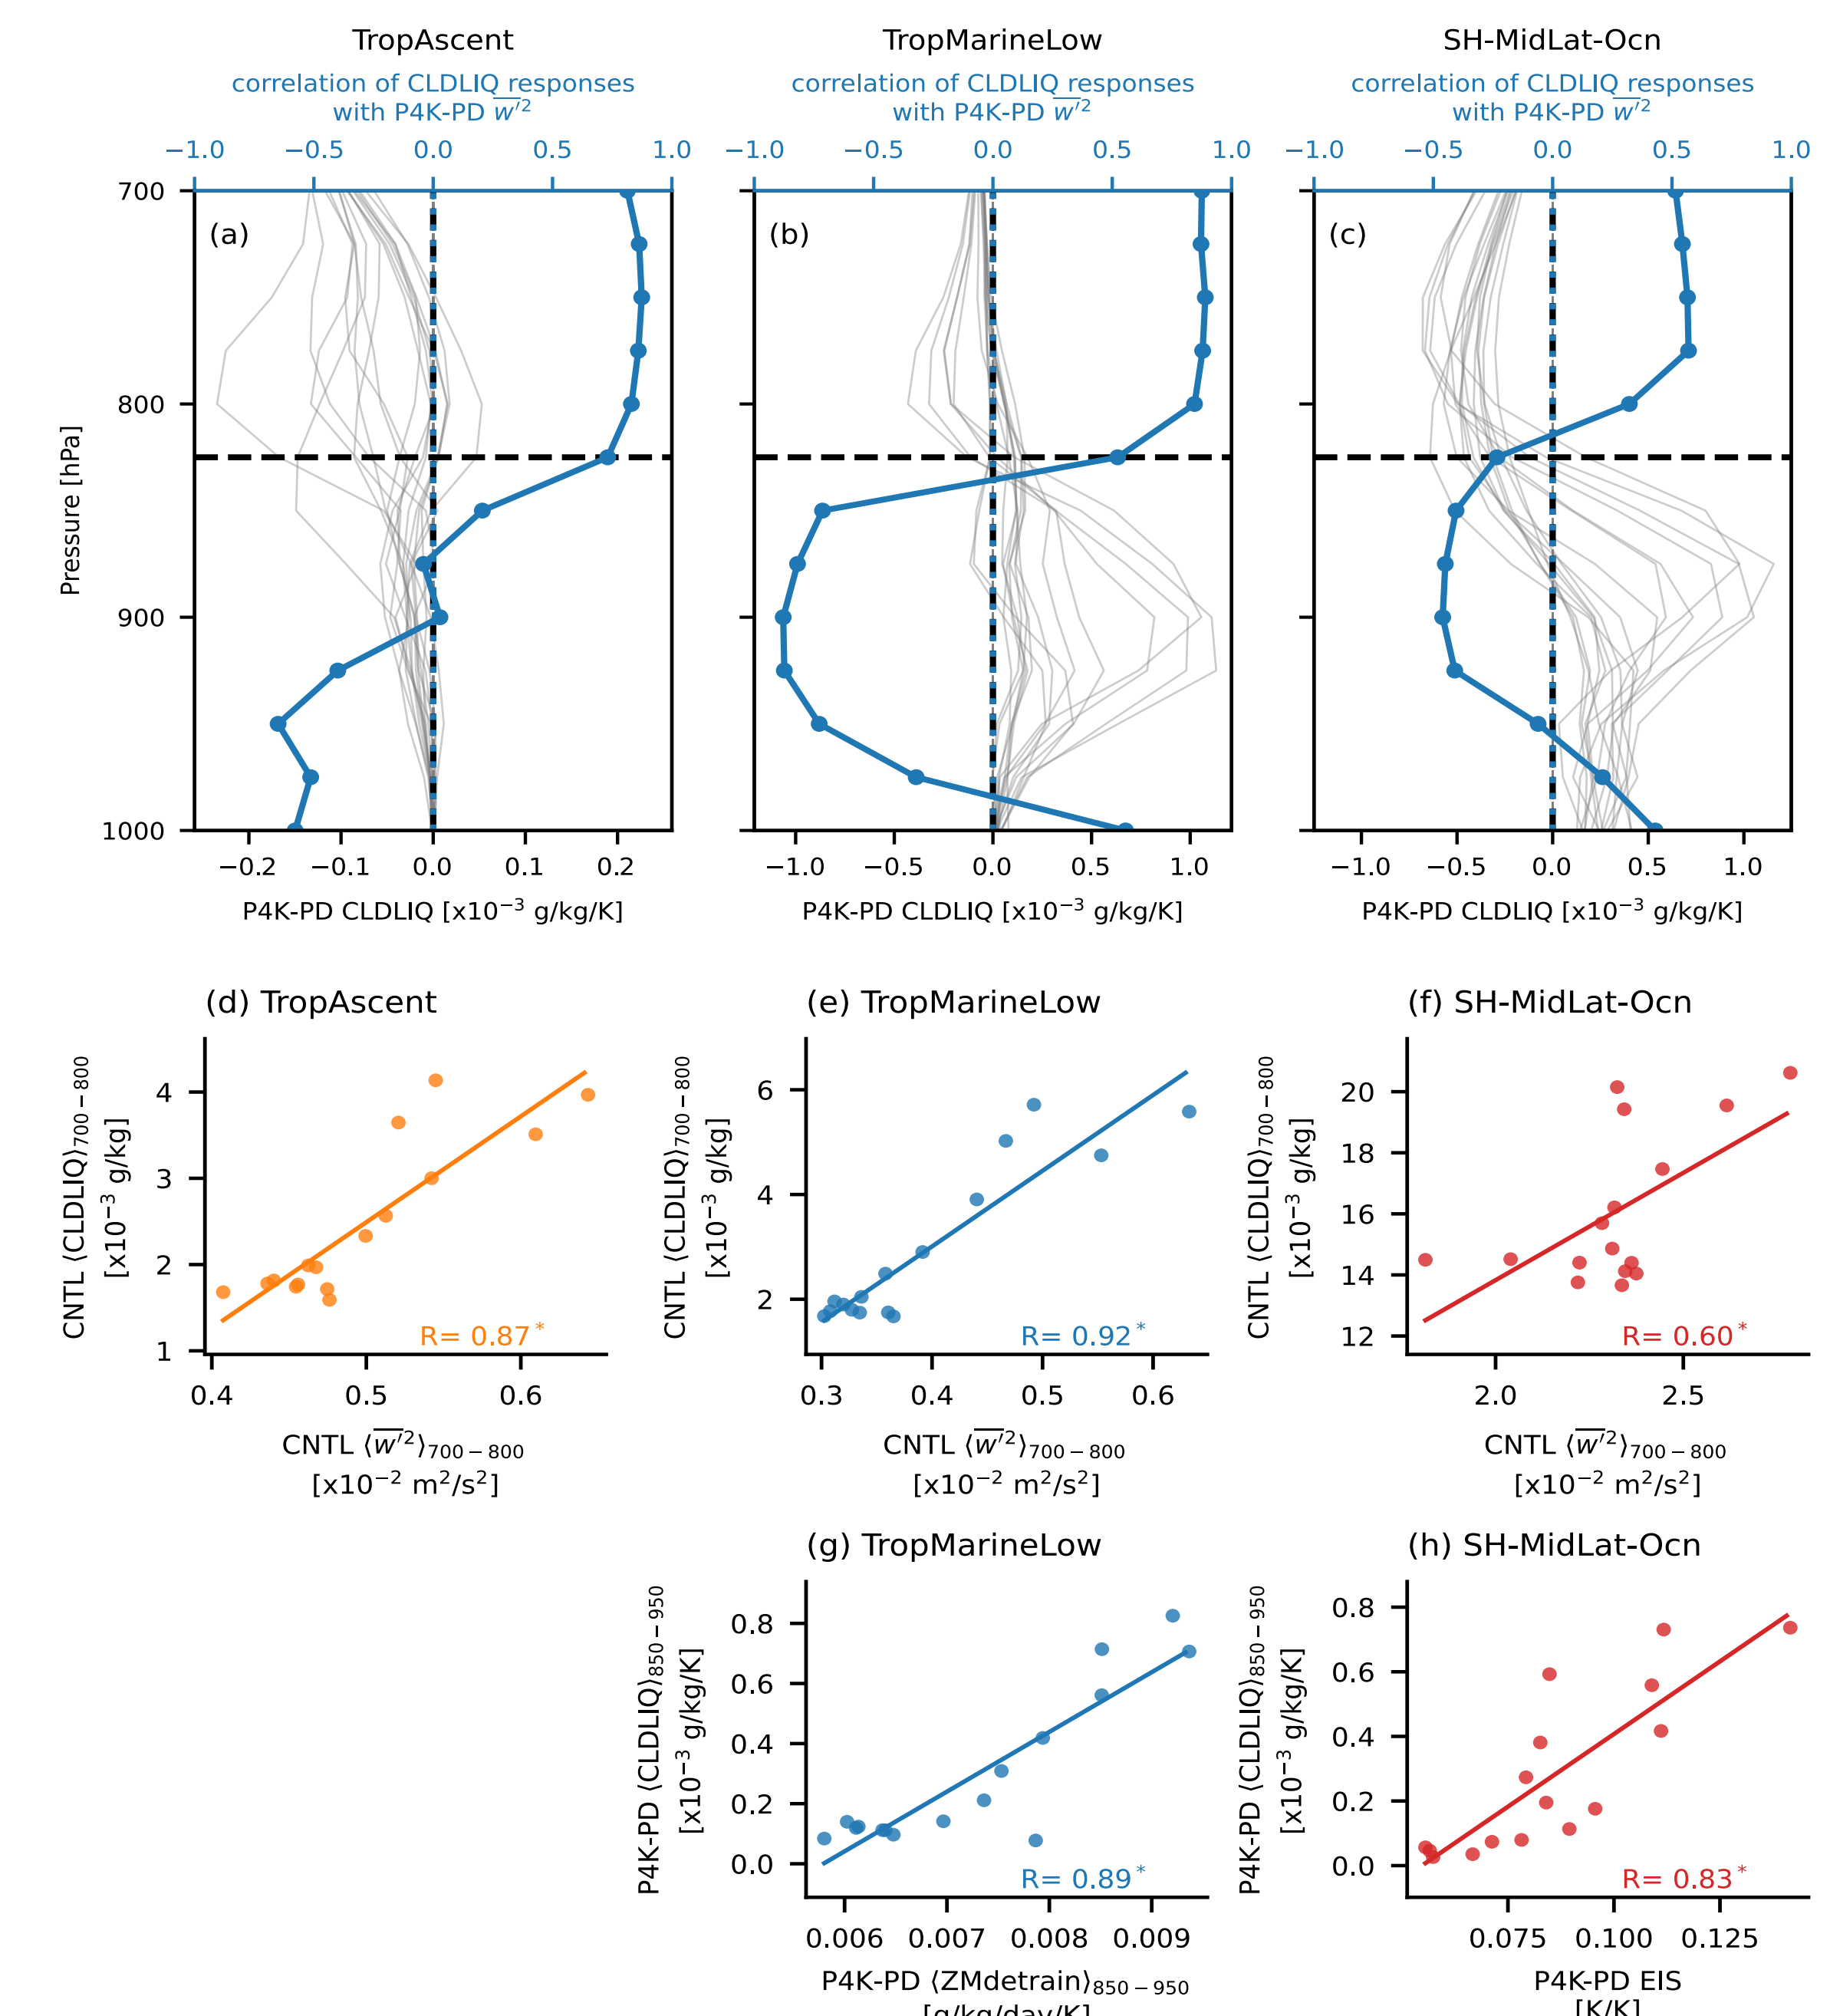 TropAscent
correlation of CLDLIQ responses
with P4K-PD w′²
−1.0 −0.5 0.0 0.5 1.0
TropMarineLow
correlation of CLDLIQ responses
with P4K-PD w′²
−1.0 −0.5 0.0 0.5 1.0
SH-MidLat-Ocn
correlation of CLDLIQ responses
with P4K-PD w′²
−1.0 −0.5 0.0 0.5 1.0
Pressure [hPa]
700
800
900
1000
(a)
(b)
(c)
−0.2 −0.1 0.0 0.1 0.2
P4K-PD CLDLIQ [x10⁻³ g/kg/K]
−1.0 −0.5 0.0 0.5 1.0
P4K-PD CLDLIQ [x10⁻³ g/kg/K]
−1.0 −0.5 0.0 0.5 1.0
P4K-PD CLDLIQ [x10⁻³ g/kg/K]
(d) TropAscent
CNTL ⟨CLDLIQ⟩700−800
[x10⁻³ g/kg]
4
3
2
1
R= 0.87*
0.4 0.5 0.6
CNTL ⟨w′²⟩700−800
[x10⁻² m²/s²]
(e) TropMarineLow
CNTL ⟨CLDLIQ⟩700−800
[x10⁻³ g/kg]
6
4
2
R= 0.92*
0.3 0.4 0.5 0.6
CNTL ⟨w′²⟩700−800
[x10⁻² m²/s²]
(f) SH-MidLat-Ocn
CNTL ⟨CLDLIQ⟩700−800
[x10⁻³ g/kg]
20
18
16
14
12
R= 0.60*
2.0 2.5
CNTL ⟨w′²⟩700−800
[x10⁻² m²/s²]
(g) TropMarineLow
P4K-PD ⟨CLDLIQ⟩850−950
[x10⁻³ g/kg/K]
0.8
0.6
0.4
0.2
0.0
R= 0.89*
0.006 0.007 0.008 0.009
P4K-PD ⟨ZMdetrain⟩850−950
[g/kg/day/K]
(h) SH-MidLat-Ocn
P4K-PD ⟨CLDLIQ⟩850−950
[x10⁻³ g/kg/K]
0.8
0.6
0.4
0.2
0.0
R= 0.83*
0.075 0.100 0.125
P4K-PD EIS
[K/K]